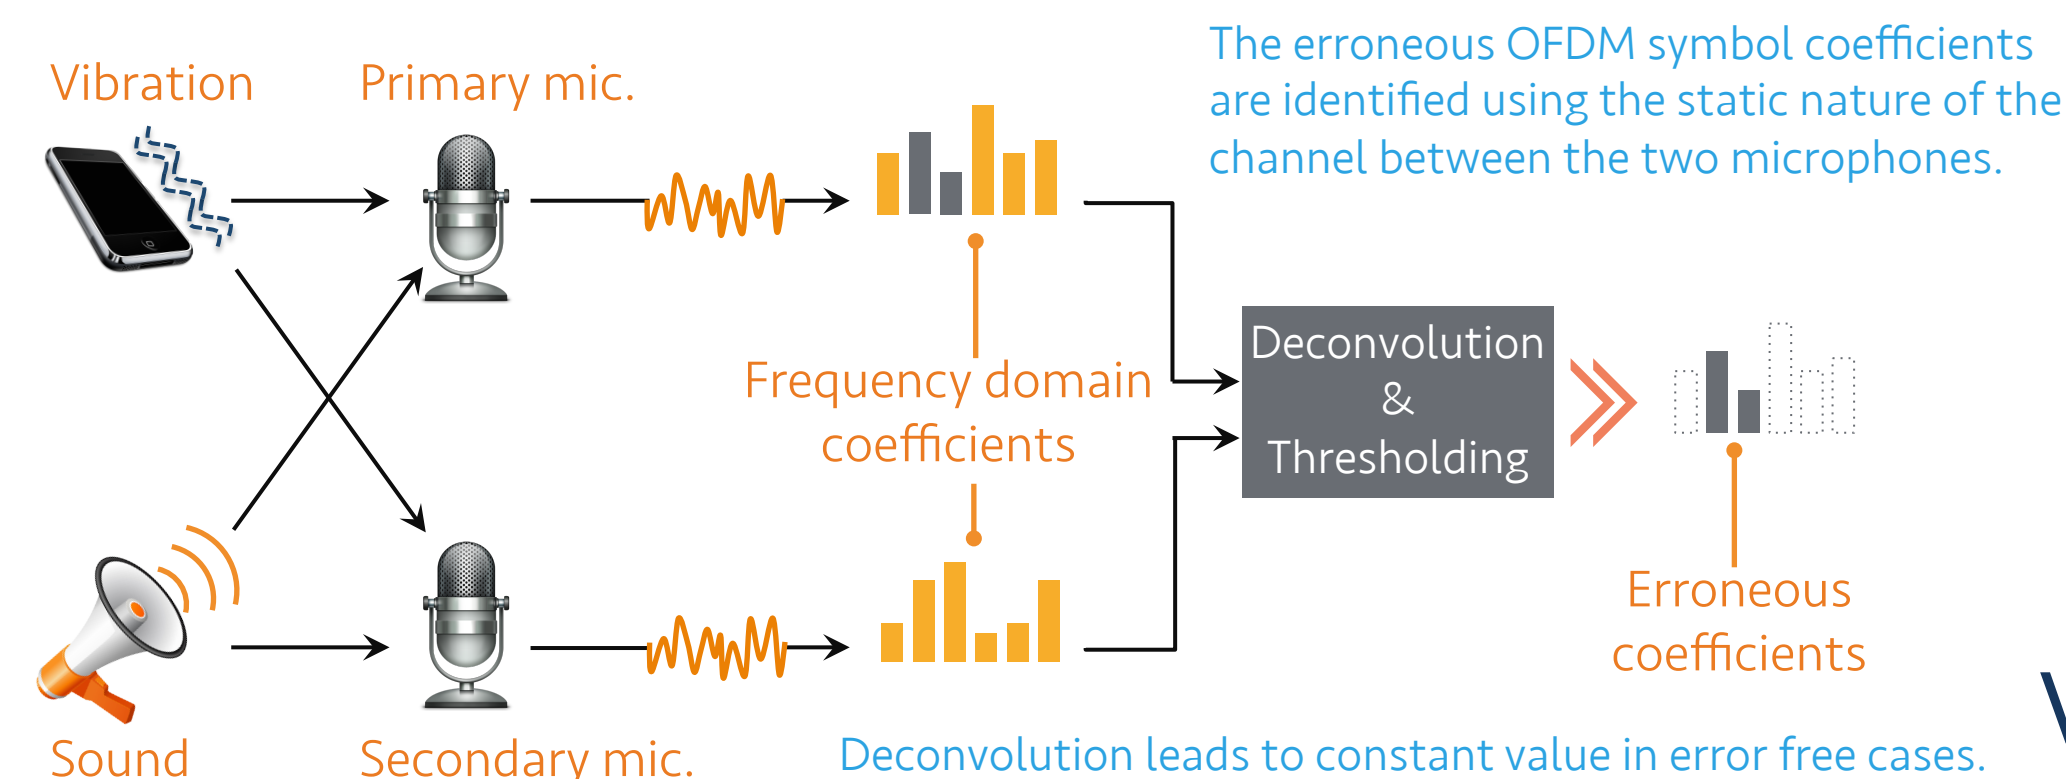 The erroneous OFDM symbol coefficients
are identified using the static nature of the
channel between the two microphones.
Vibration
Primary mic.
Frequency domain
coefficients
Deconvolution
&
Thresholding
Erroneous
coefficients
Sound
Secondary mic.
Deconvolution leads to constant value in error free cases.